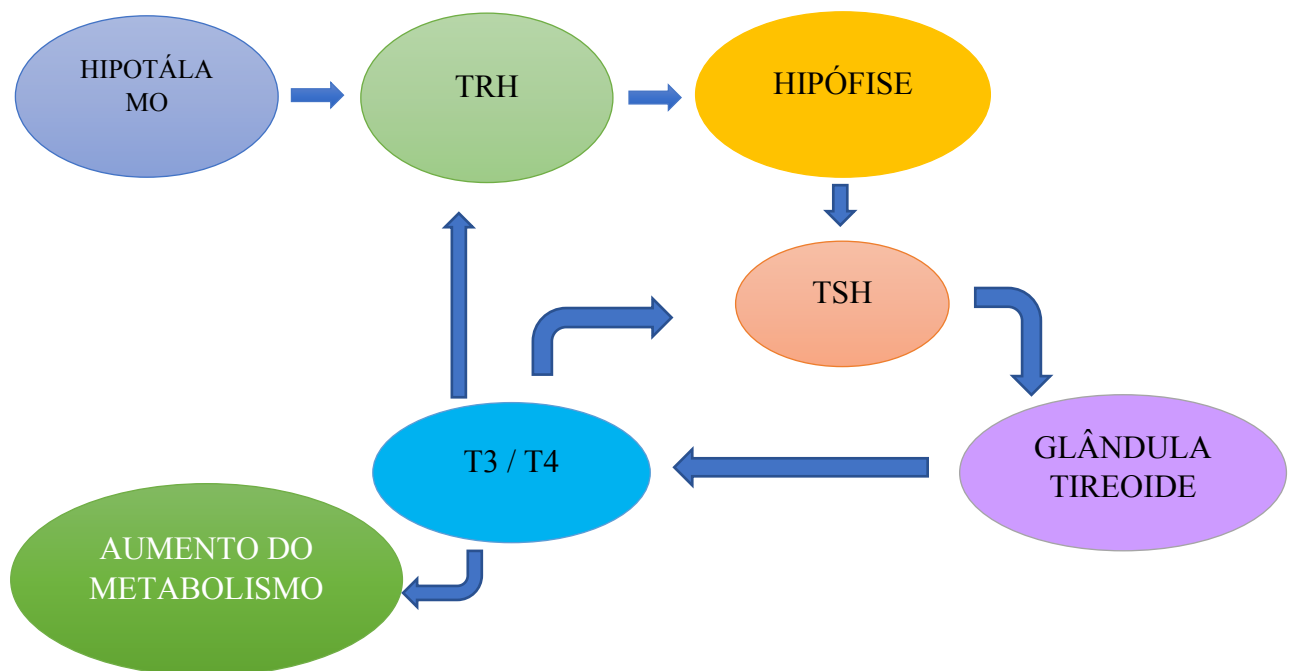 HIPOTÁLA
MO
TRH
HIPÓFISE
TSH
GLÂNDULA
TIREOIDE
T3 / T4
AUMENTO DO
METABOLISMO